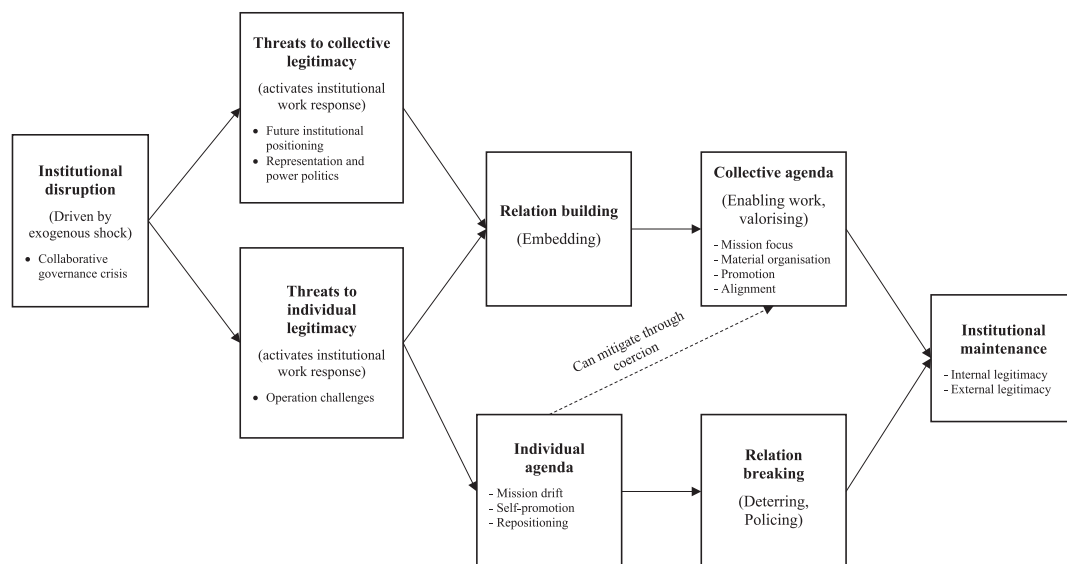 Institutional
disruption
(Driven by
exogenous shock)
• Collaborative
governance crisis
Threats to collective
legitimacy
(activates institutional
work response)
• Future institutional
positioning
• Representation and
power politics
Threats to
individual
legitimacy
(activates institutional
work response)
• Operation challenges
Relation building
(Embedding)
Collective agenda
(Enabling work,
valorising)
- Mission focus
- Material organisation
- Promotion
- Alignment
Can mitigate through
coercion
Individual
agenda
- Mission drift
- Self-promotion
- Repositioning
Relation
breaking
(Deterring,
Policing)
Institutional
maintenance
- Internal legitimacy
- External legitimacy